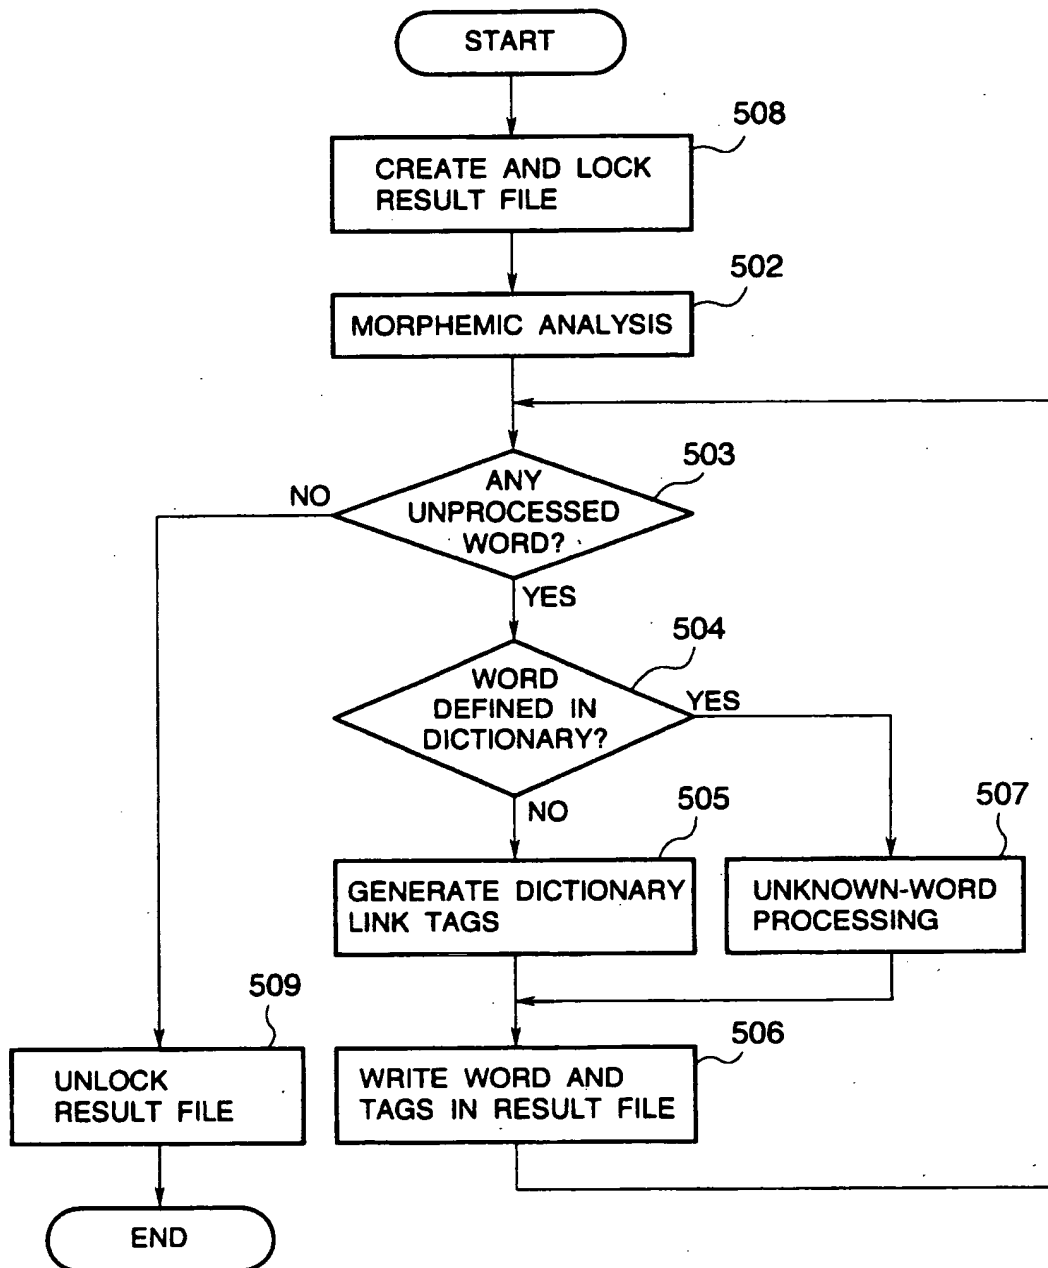 START
508
CREATE AND LOCK
RESULT FILE
502
MORPHEMIC ANALYSIS
503
NO
ANY
UNPROCESSED
WORD?
YES
504
WORD
DEFINED IN
DICTIONARY?
YES
NO
505
507
GENERATE DICTIONARY
LINK TAGS
UNKNOWN-WORD
PROCESSING
509
506
UNLOCK
RESULT FILE
WRITE WORD AND
TAGS IN RESULT FILE
END